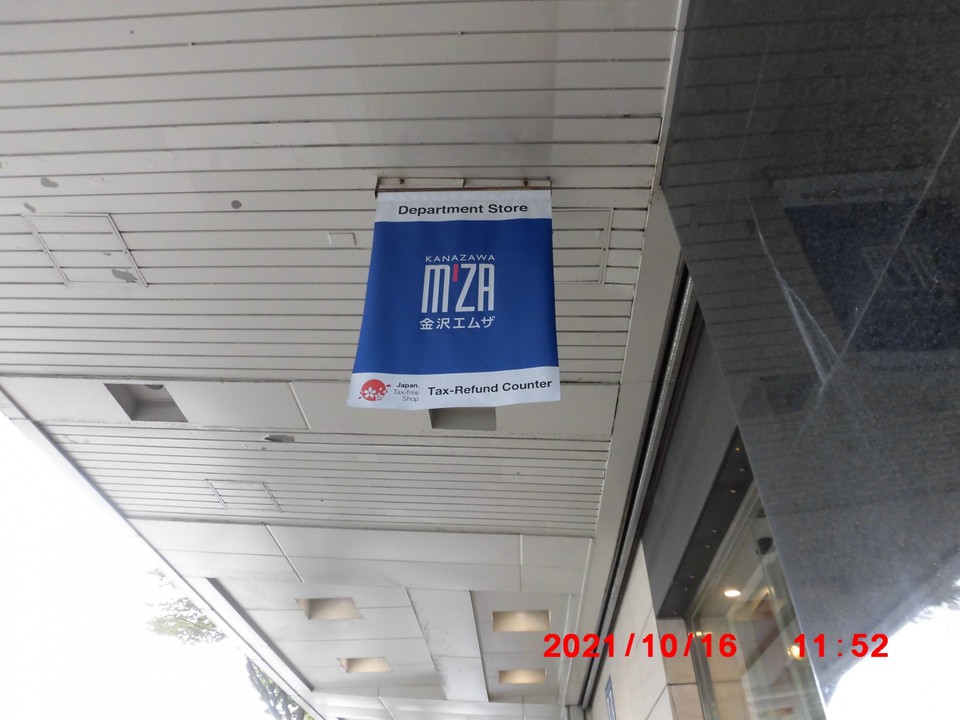 Department Store
KANAZAWA
M'ZA
金沢エムザ
Japan.
Tax-free
Shop
Tax-Refund Counter
2021/10/16 11:52